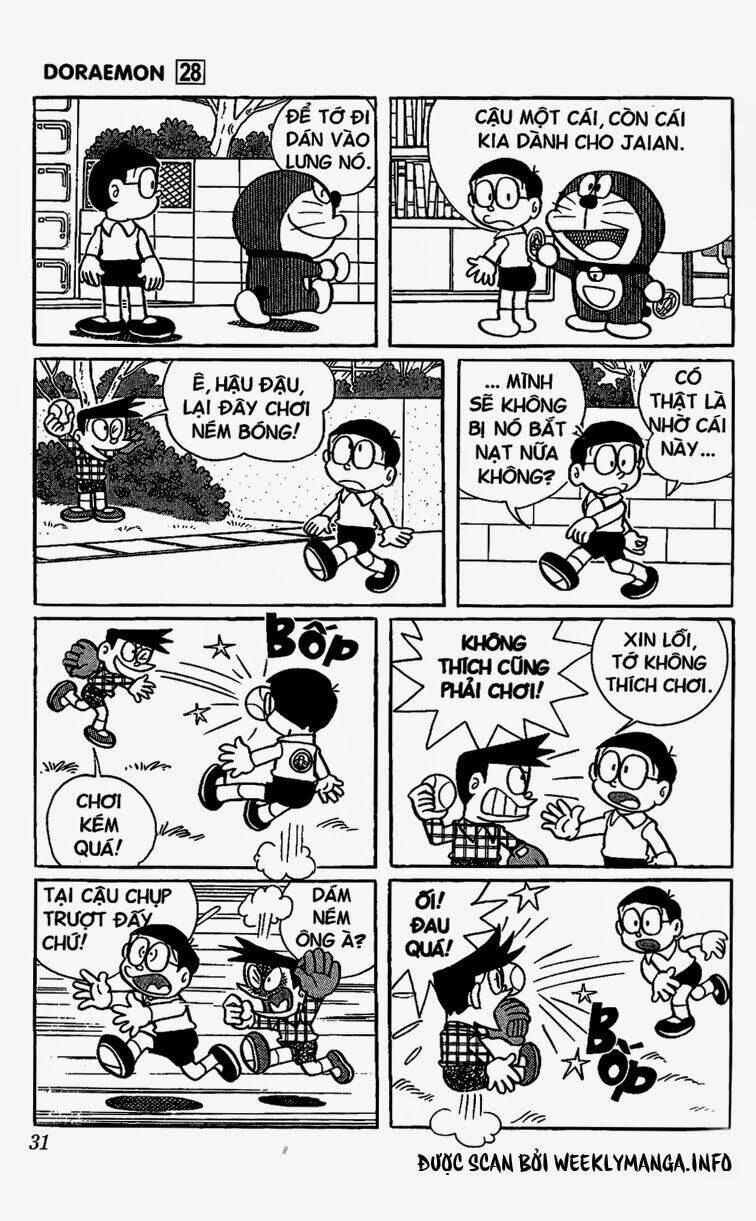 DORAEMON 28
CẬU MỘT CÁI, CÒN CÁI
KIA DÀNH CHO JAIAN.
ĐỂ TỚ ĐI
DÁN VÀO
LƯNG NÓ.
CÓ
THẬT LÀ
NHỜ CÁI
NÀY...
... MÌNH
SẼ KHÔNG
BỊ NÓ BẮT
NẠT NỮA
KHÔNG?
Ê, HẬU ĐẬU,
LẠI ĐÂY CHƠI
NÉM BÓNG!
XIN LỖI,
TỚ KHÔNG
THÍCH CHƠI.
KHÔNG
THÍCH CŨNG
PHẢI CHƠI!
BỐP
CHƠI
KÉM
QUÁ!
ỐI!
ĐAU
QUÁ!
BỐP
DÁM
NÉM
ÔNG À?
TẠI CẬU CHỤP
TRƯỢT ĐẤY
CHỨ!
31
ĐƯỢC SCAN BỞI WEEKLYMANGA.INFO